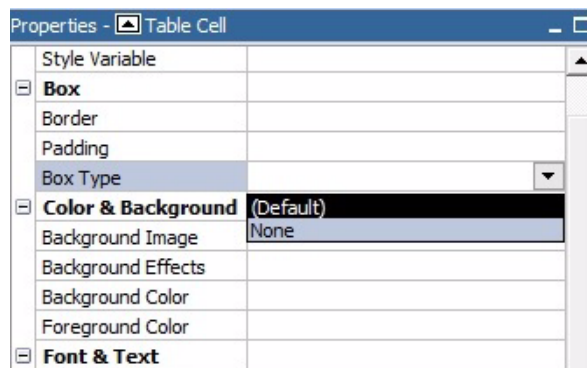 Properties - Table Cell
Style Variable
Box
Border
Padding
Box Type
Color & Background (Default)
Background Image None
Background Effects
Background Color
Foreground Color
Font & Text